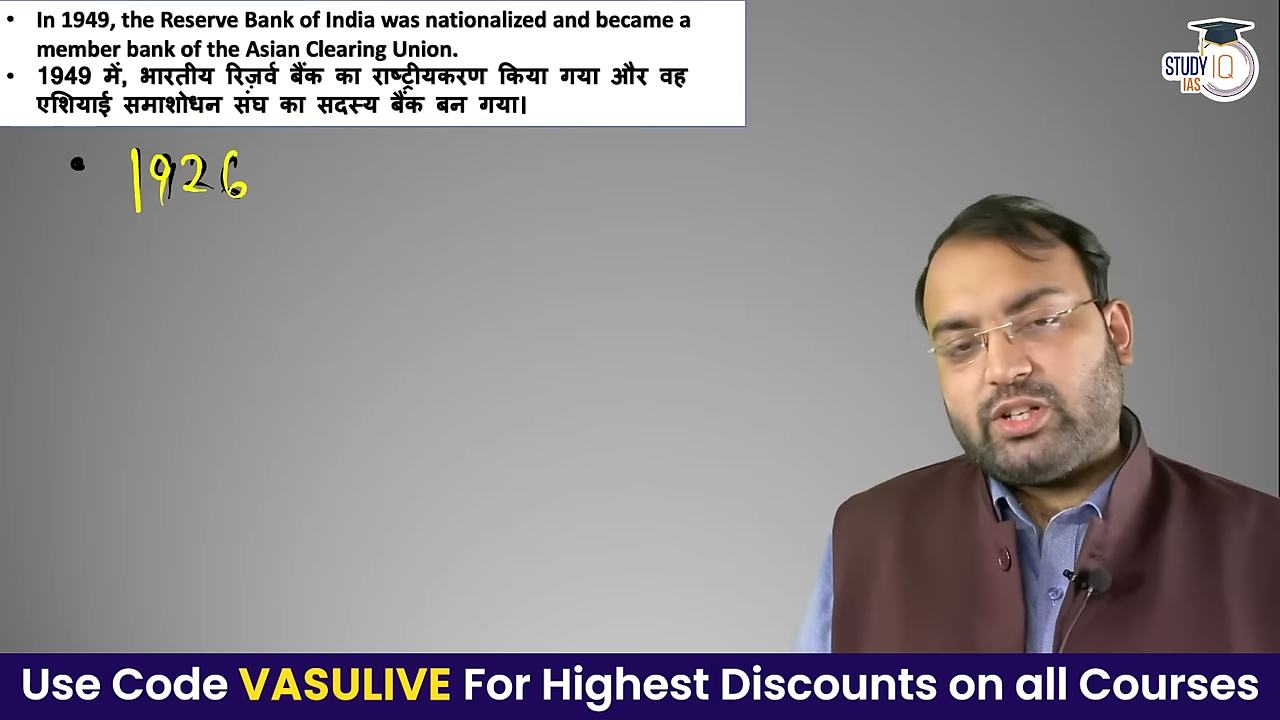 • In 1949, the Reserve Bank of India was nationalized and became a
member bank of the Asian Clearing Union.
• 1949 में, भारतीय रिज़र्व बैंक का राष्ट्रीयकरण किया गया और वह
एशियाई समाशोधन संघ का सदस्य बैंक बन गया।
STUDY IQ
IAS
• 1926
Use Code VASULIVE For Highest Discounts on all Courses